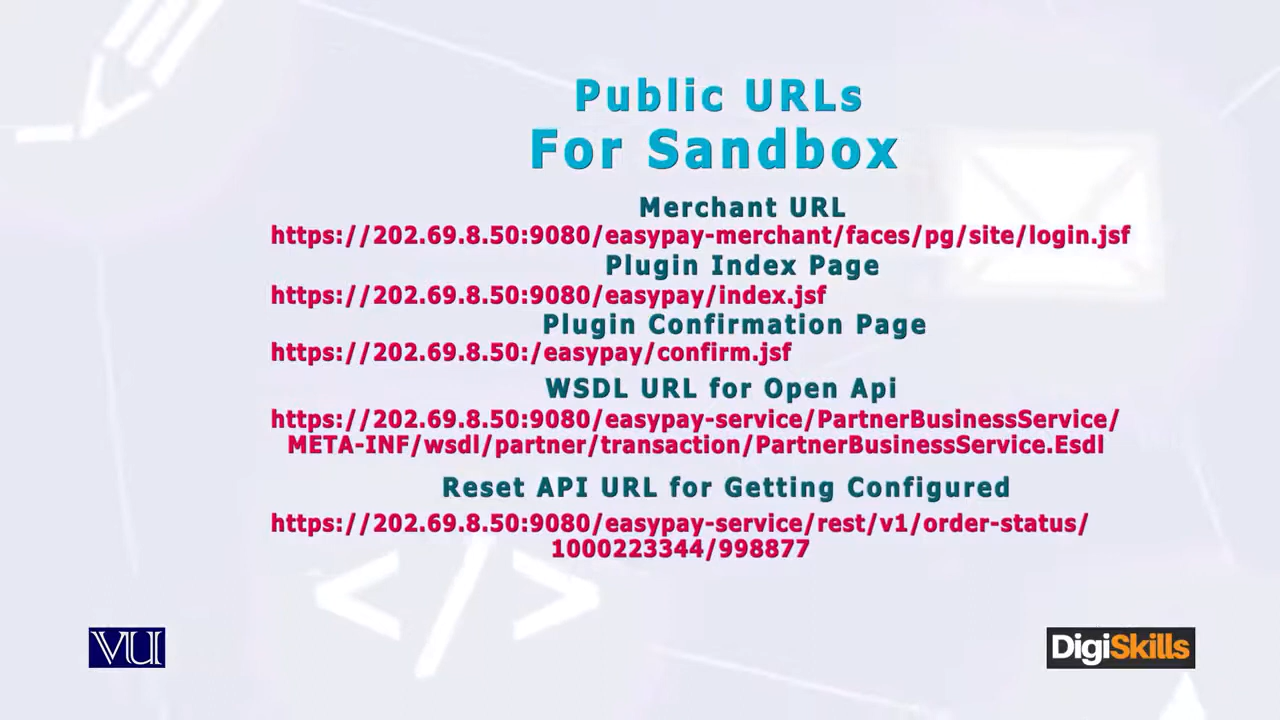 Public URLs
For Sandbox
Merchant URL
https://202.69.8.50:9080/easypay-merchant/faces/pg/site/login.jsf
Plugin Index Page
https://202.69.8.50:9080/easypay/index.jsf
Plugin Confirmation Page
https://202.69.8.50:/easypay/confirm.jsf
WSDL URL for Open Api
https://202.69.8.50:9080/easypay-service/PartnerBusinessService/
META-INF/wsdl/partner/transaction/PartnerBusinessService.Esdl
Reset API URL for Getting Configured
https://202.69.8.50:9080/easypay-service/rest/v1/order-status/
1000223344/998877
</>
VU
DigiSkills